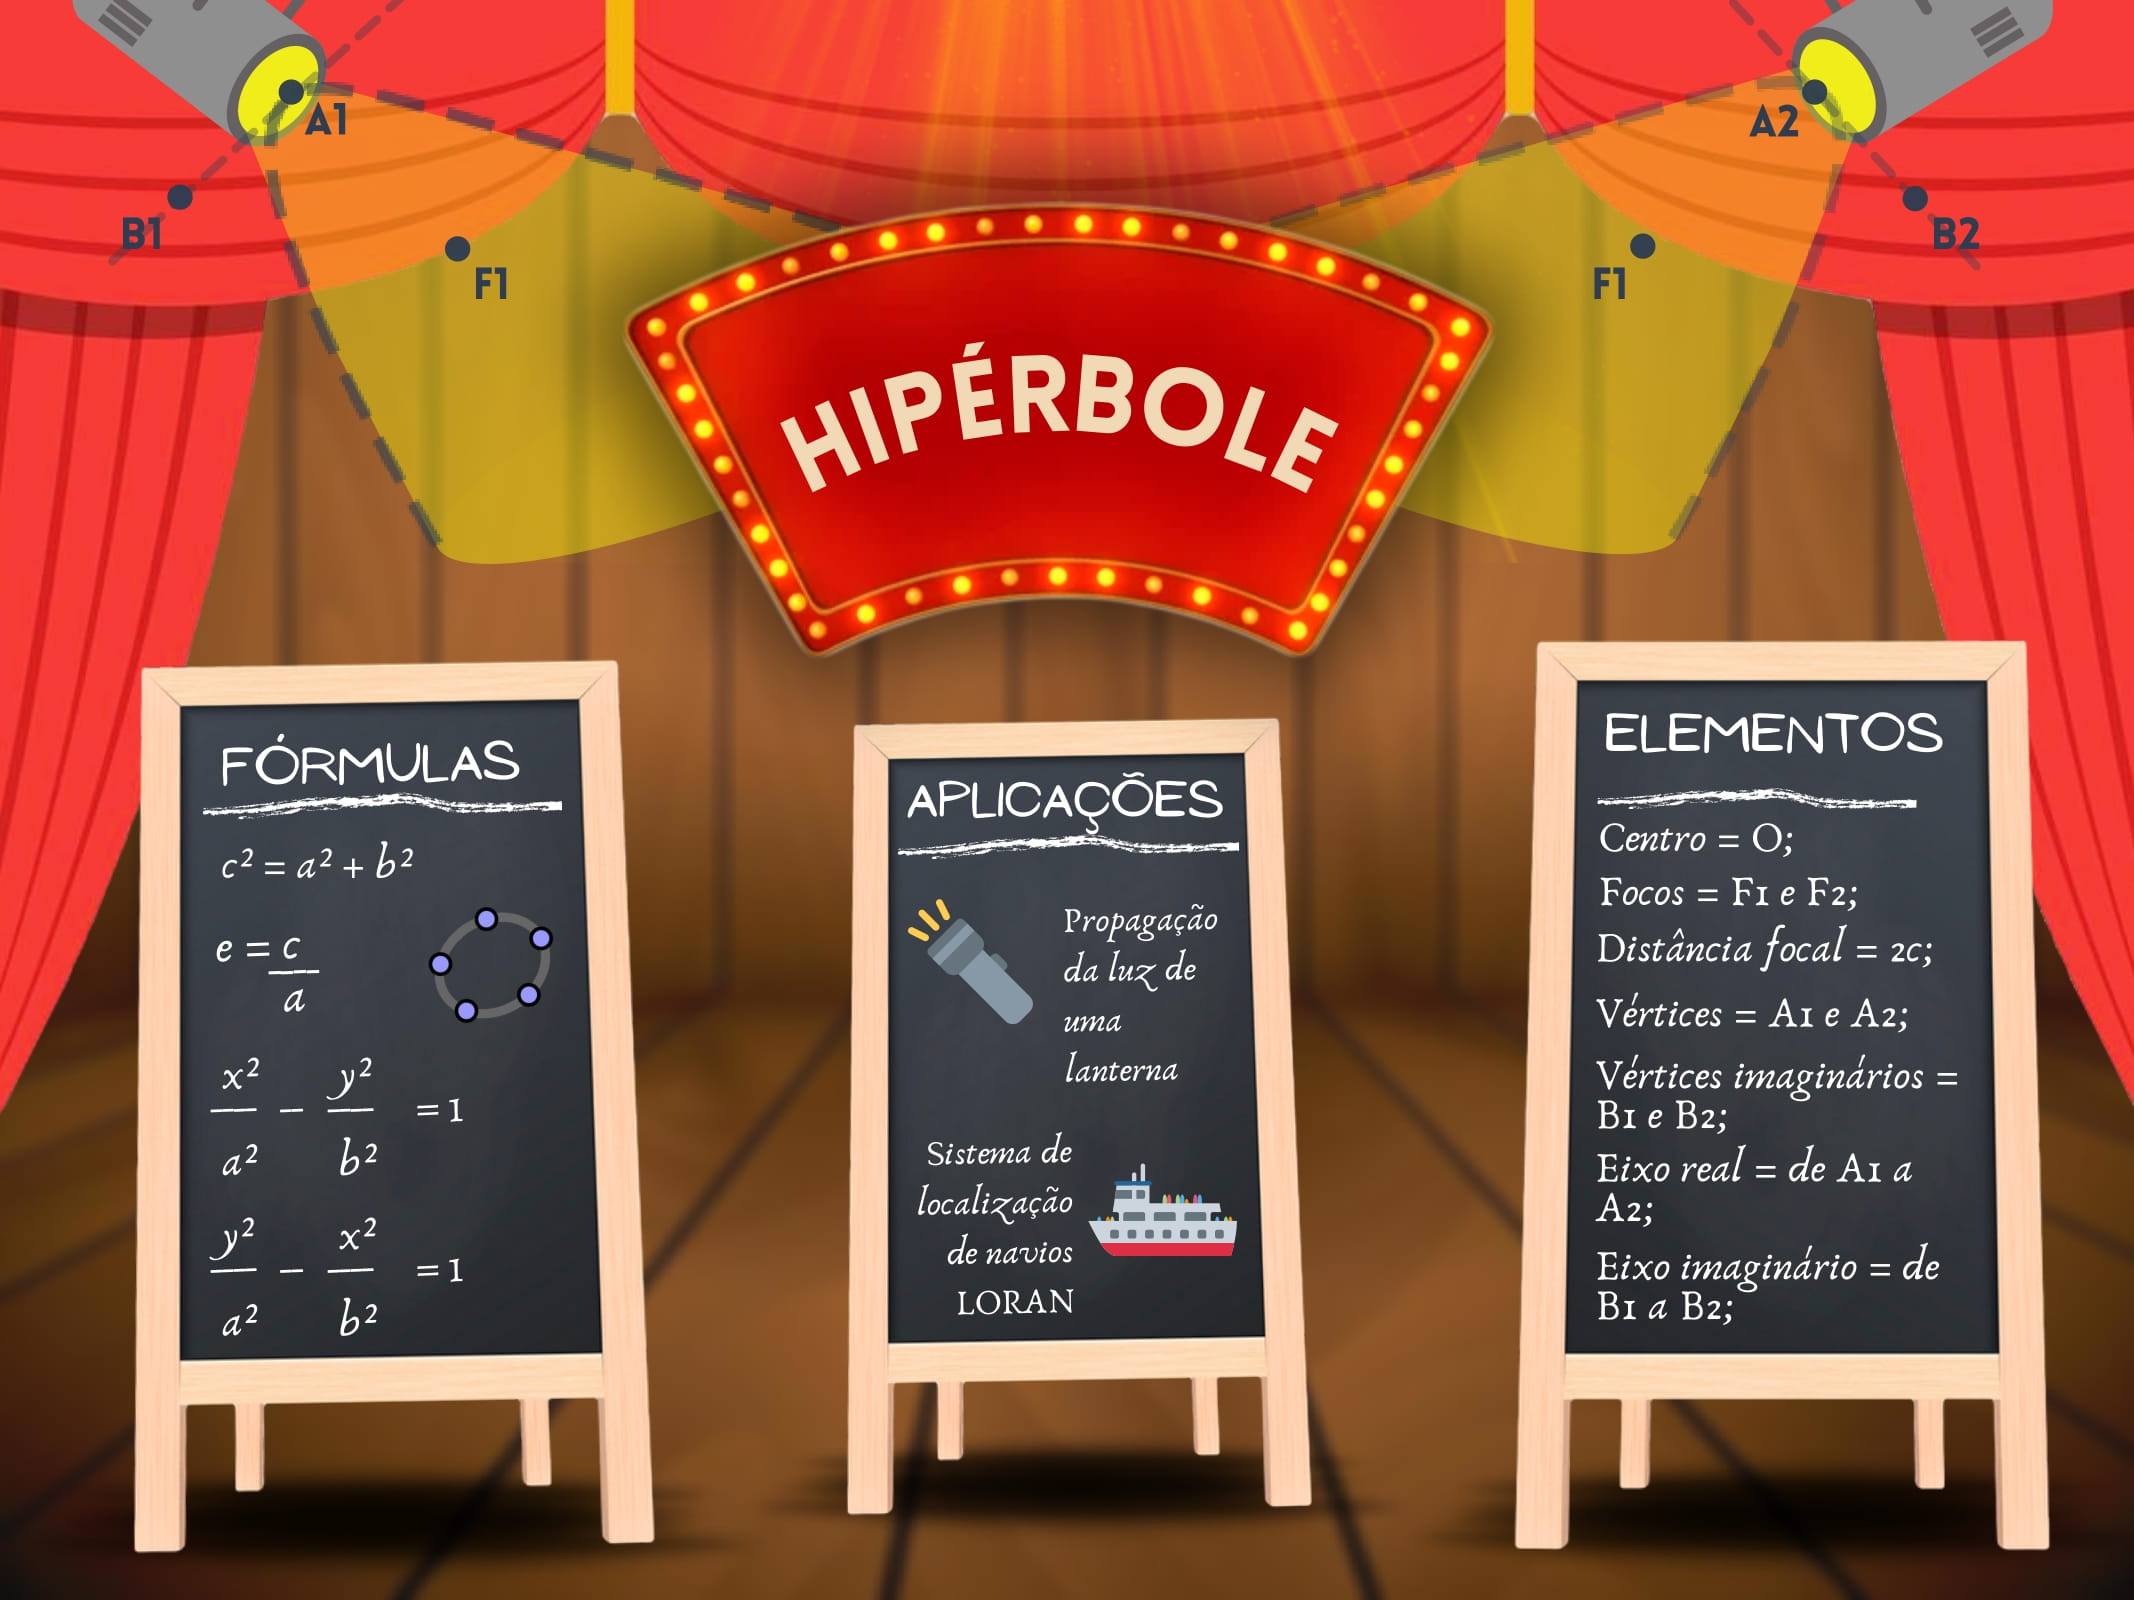 A1
A2
B1
B2
F1
F1
HIPÉRBOLE
FÓRMULAS
c² = a² + b²
e = c
a
x² y²
— – — = 1
a² b²
y² x²
— – — = 1
a² b²
APLICAÇÕES
Propagação
da luz de
uma
lanterna
Sistema de
localização
de navios
LORAN
ELEMENTOS
Centro = O;
Focos = F1 e F2;
Distância focal = 2c;
Vértices = A1 e A2;
Vértices imaginários =
B1 e B2;
Eixo real = de A1 a
A2;
Eixo imaginário = de
B1 a B2;